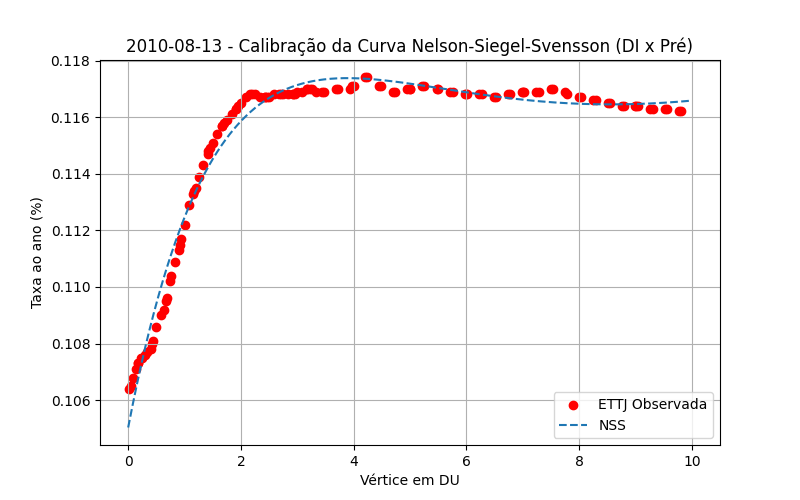 2010-08-13 - Calibração da Curva Nelson-Siegel-Svensson (DI x Pré)
Taxa ao ano (%)
0.118
0.116
0.114
0.112
0.110
0.108
0.106
ETTJ Observada
NSS
0 2 4 6 8 10
Vértice em DU